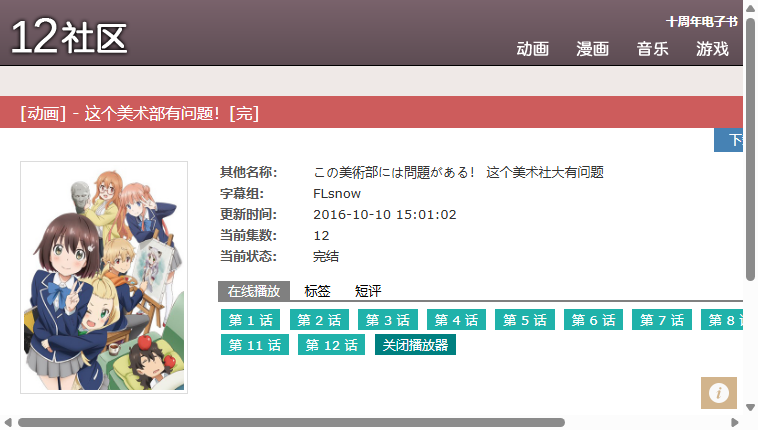 12社区
十周年电子书
动画 漫画 音乐 游戏
[动画] - 这个美术部有问题！[完]
下
其他名称: この美術部には問題がある! 这个美术社大有问题
字幕组: FLsnow
更新时间: 2016-10-10 15:01:02
当前集数: 12
当前状态: 完结
在线播放 标签 短评
第 1 话 第 2 话 第 3 话 第 4 话 第 5 话 第 6 话 第 7 话 第 8
第 11 话 第 12 话 关闭播放器
i